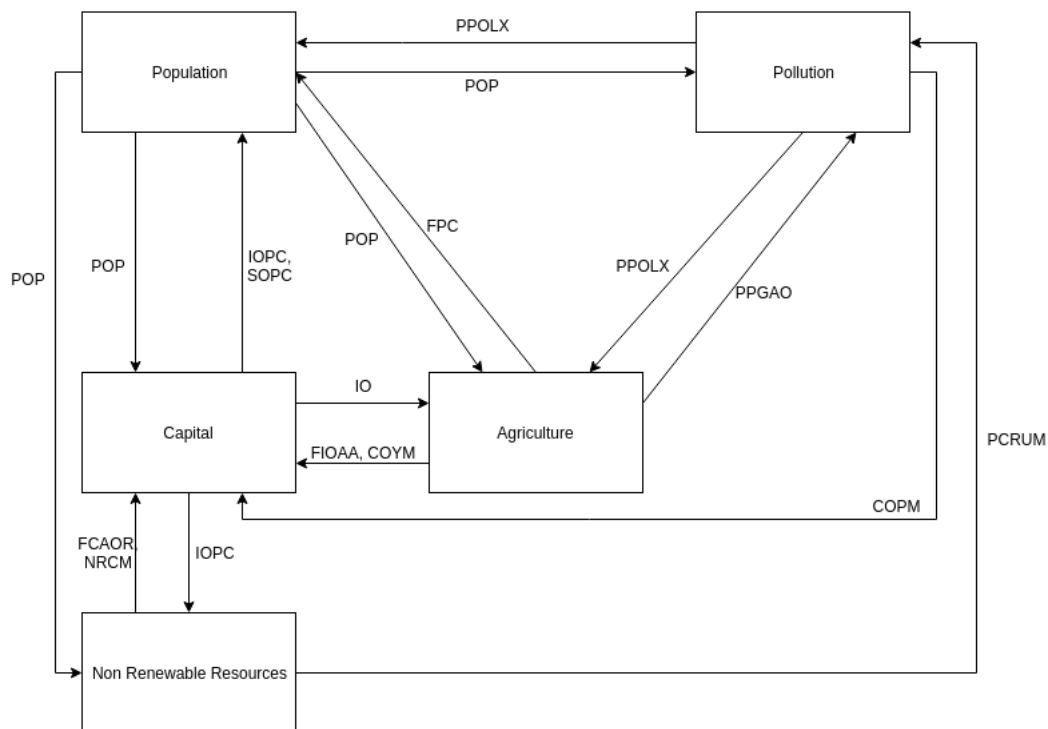 PPOLX
Population
Pollution
POP
POP
FPC
POP
IOPC,
SOPC
PPOLX
POP
PPGAO
IO
Capital
Agriculture
PCRUM
FIOAA, COYM
COPM
FCAOR,
NRCM
IOPC
Non Renewable Resources